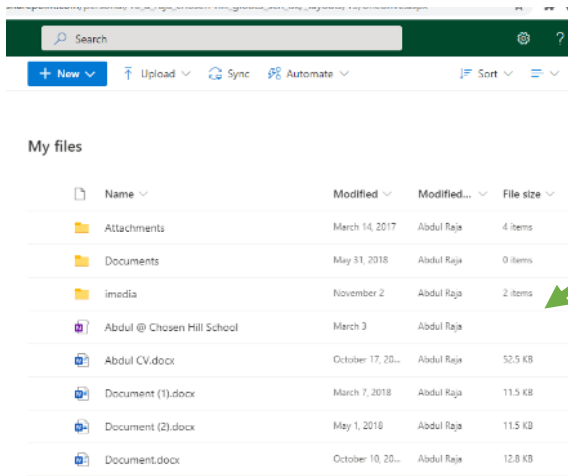 Search
?
+ New Upload Sync Automate Sort
My files
Name Modified Modified... File size
Attachments March 14, 2017 Abdul Raja 4 items
Documents May 31, 2018 Abdul Raja 0 items
imedia November 2 Abdul Raja 2 items
Abdul @ Chosen Hill School March 3 Abdul Raja
Abdul CV.docx October 17, 20... Abdul Raja 52.5 KB
Document (1).docx March 7, 2018 Abdul Raja 11.5 KB
Document (2).docx May 1, 2018 Abdul Raja 11.5 KB
Document.docx October 10, 20... Abdul Raja 12.8 KB